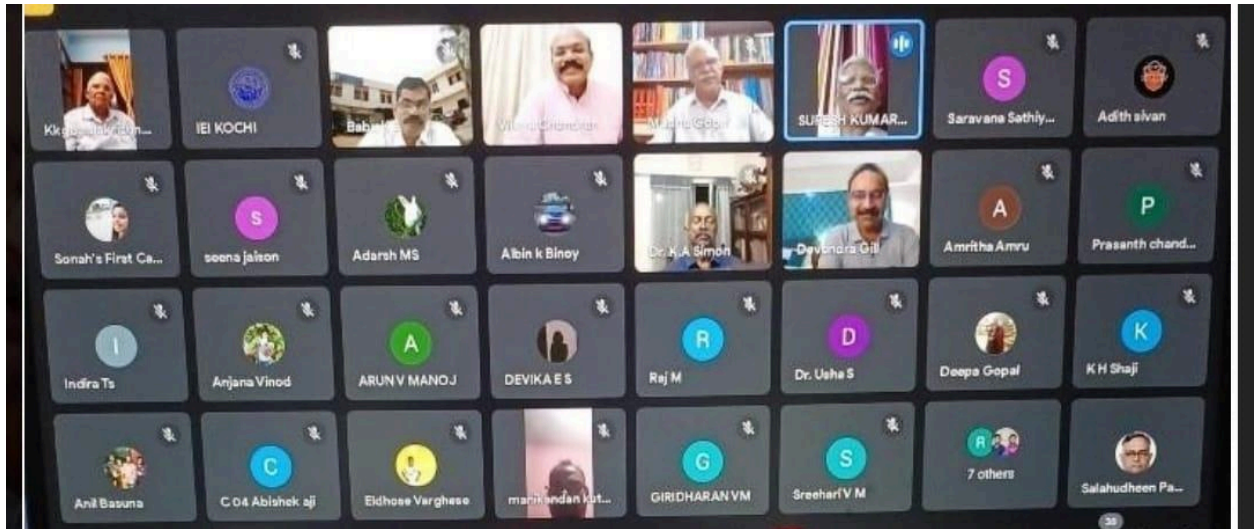 IEI KOCHI
SURESH KUMAR...
S
Saravana Sathiy...
Adith sivan
Sonah's First Ca...
s
seena jaison
Adarsh MS
Albin k Binoy
Dr. K.A Simon
Devendra Gill
A
Amritha Amru
P
Prasanth chand...
I
Indira Ts
Anjana Vinod
A
ARUN V MANOJ
DEVIKA E S
R
Raj M
D
Dr. Usha S
Deepa Gopal
K
K H Shaji
Anil Basuna
C
C 04 Abishek aji
Eldhose Varghese
manikandan kut...
G
GIRIDHARAN VM
S
Sreehari V M
R
7 others
Salahudheen Pa...